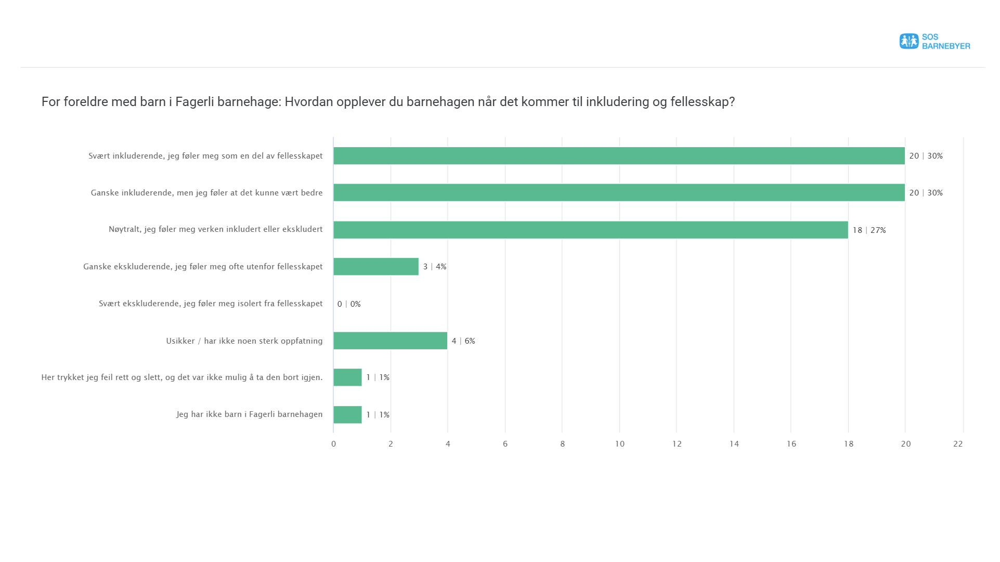 SOS
BARNEBYER
For foreldre med barn i Fagerli barnehage: Hvordan opplever du barnehagen når det kommer til inkludering og fellesskap?
Svært inkluderende, jeg føler meg som en del av fellesskapet 20 | 30%
Ganske inkluderende, men jeg føler at det kunne vært bedre 20 | 30%
Nøytralt, jeg føler meg verken inkludert eller ekskludert 18 | 27%
Ganske ekskluderende, jeg føler meg ofte utenfor fellesskapet 3 | 4%
Svært ekskluderende, jeg føler meg isolert fra fellesskapet 0 | 0%
Usikker / har ikke noen sterk oppfatning 4 | 6%
Her trykket jeg feil rett og slett, og det var ikke mulig å ta den bort igjen. 1 | 1%
Jeg har ikke barn i Fagerli barnehagen 1 | 1%
0 2 4 6 8 10 12 14 16 18 20 22